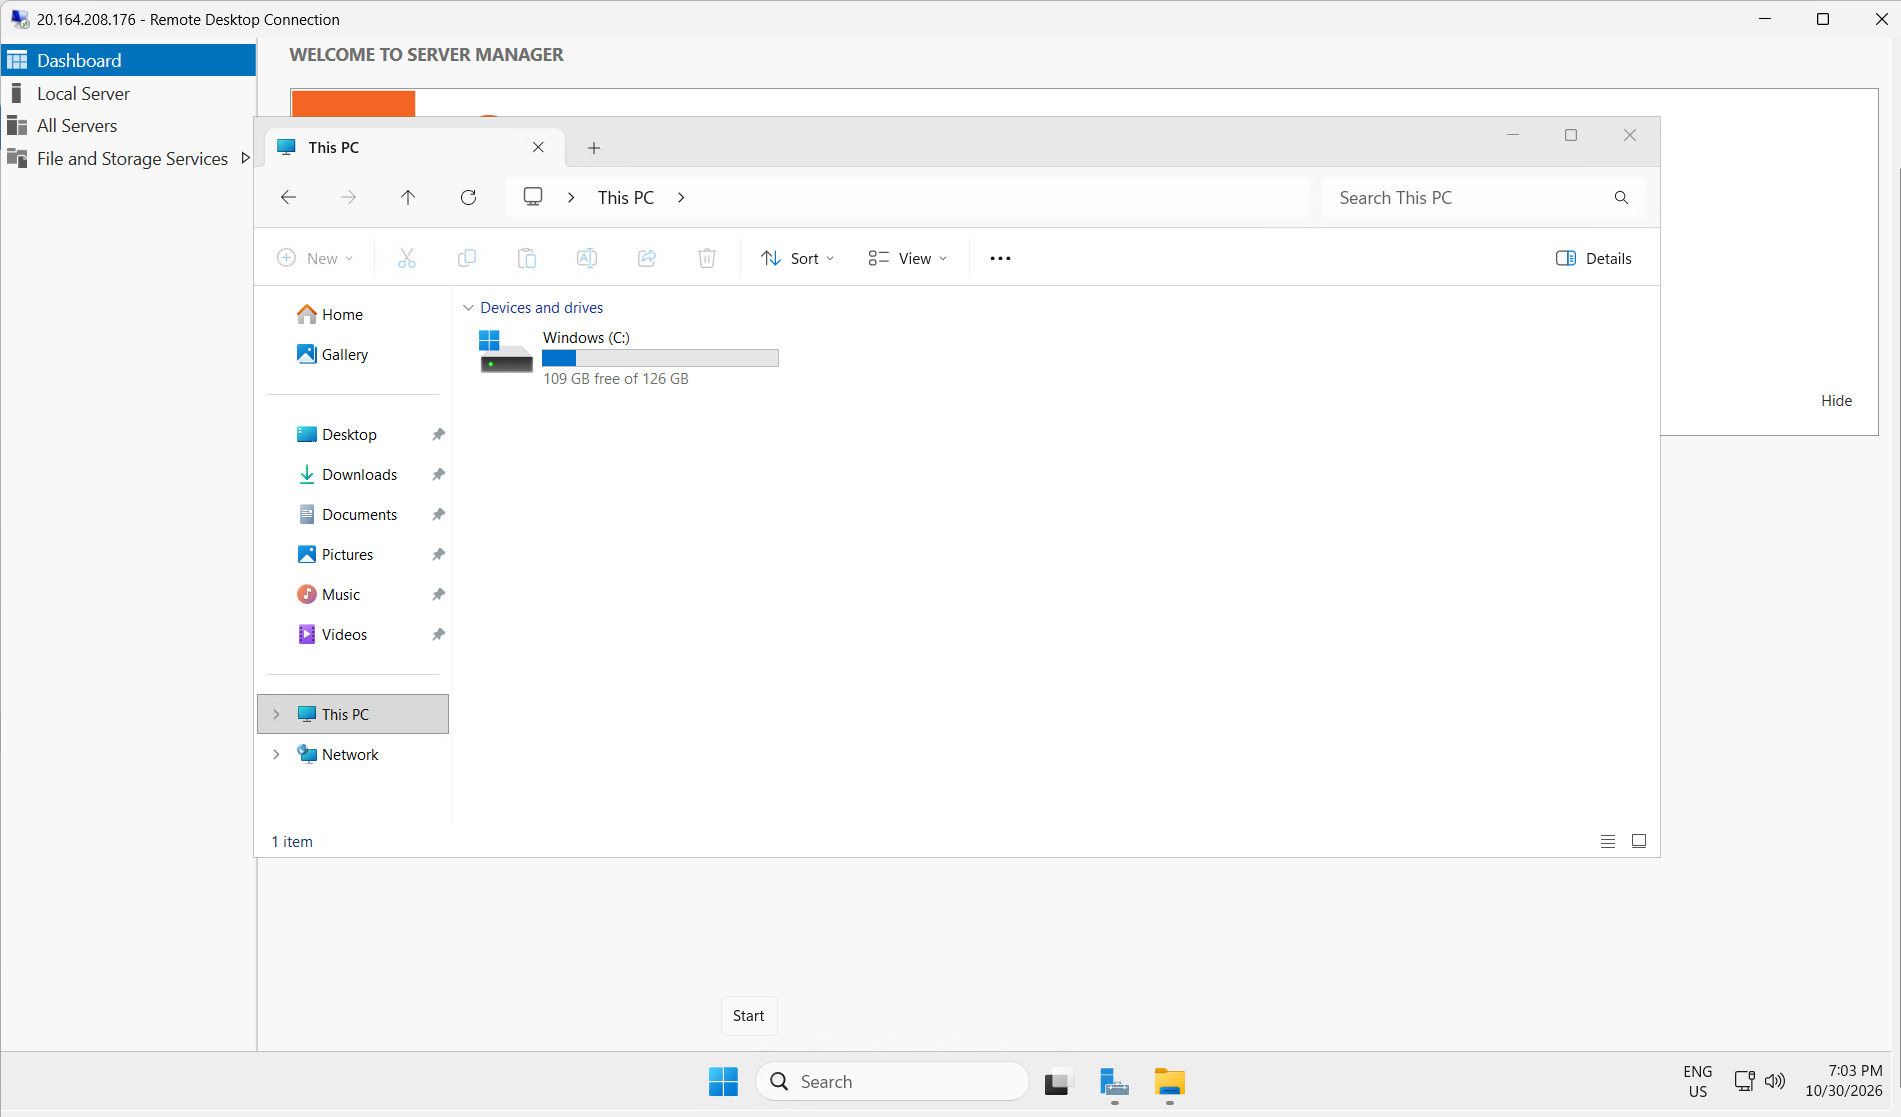 20.164.208.176 - Remote Desktop Connection
Dashboard
Local Server
All Servers
File and Storage Services
WELCOME TO SERVER MANAGER
Hide
This PC
This PC
Search This PC
New
Sort
View
Details
Home
Gallery
Desktop
Downloads
Documents
Pictures
Music
Videos
This PC
Network
Devices and drives
Windows (C:)
109 GB free of 126 GB
1 item
Start
Search
ENG
US
7:03 PM
10/30/2026